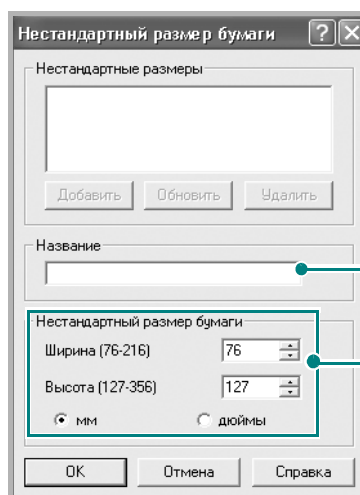 Нестандартный размер бумаги
Нестандартные размеры
Добавить Обновить Удалить
Название
Нестандартный размер бумаги
Ширина (76-216) 76
Высота (127-356) 127
мм дюймы
OK Отмена Справка